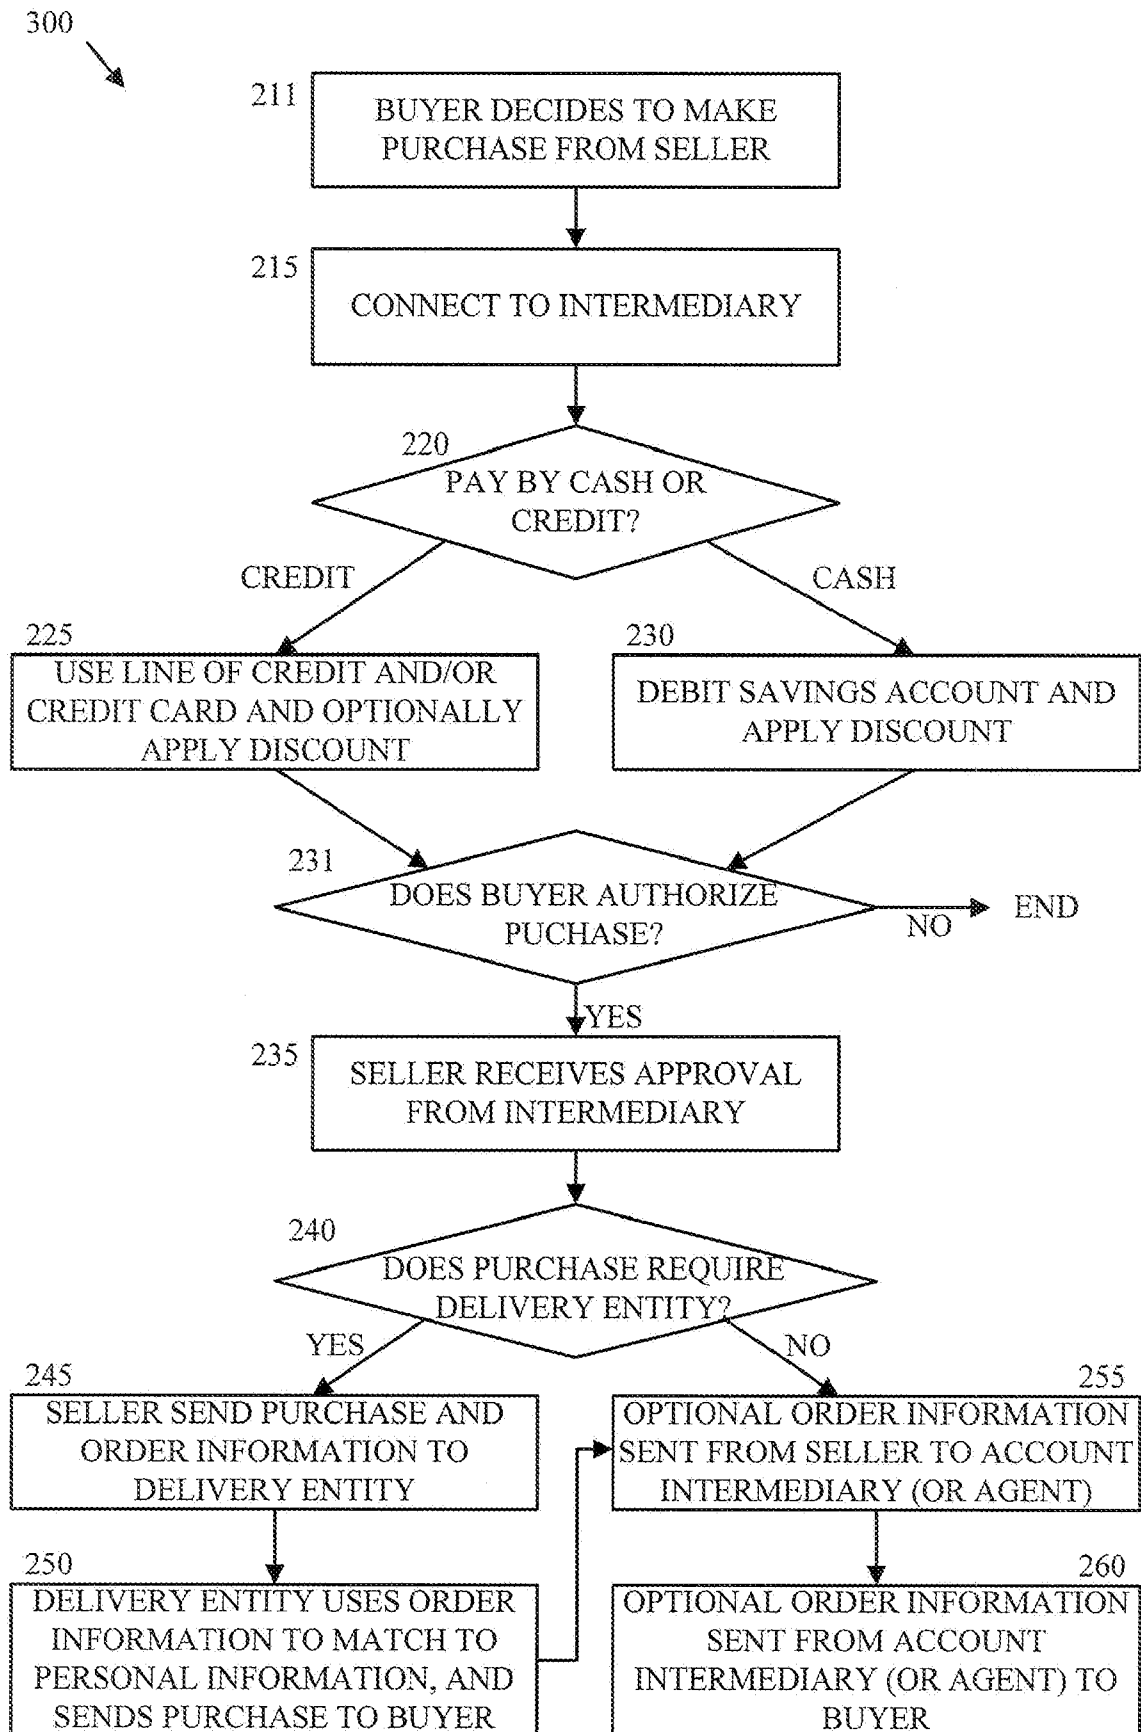 300
211
BUYER DECIDES TO MAKE
PURCHASE FROM SELLER
215
CONNECT TO INTERMEDIARY
220
PAY BY CASH OR
CREDIT?
CREDIT
CASH
225
USE LINE OF CREDIT AND/OR
CREDIT CARD AND OPTIONALLY
APPLY DISCOUNT
230
DEBIT SAVINGS ACCOUNT AND
APPLY DISCOUNT
231
DOES BUYER AUTHORIZE
PUCHASE?
NO
END
YES
235
SELLER RECEIVES APPROVAL
FROM INTERMEDIARY
240
DOES PURCHASE REQUIRE
DELIVERY ENTITY?
YES
NO
245
SELLER SEND PURCHASE AND
ORDER INFORMATION TO
DELIVERY ENTITY
255
OPTIONAL ORDER INFORMATION
SENT FROM SELLER TO ACCOUNT
INTERMEDIARY (OR AGENT)
250
DELIVERY ENTITY USES ORDER
INFORMATION TO MATCH TO
PERSONAL INFORMATION, AND
SENDS PURCHASE TO BUYER
260
OPTIONAL ORDER INFORMATION
SENT FROM ACCOUNT
INTERMEDIARY (OR AGENT) TO
BUYER